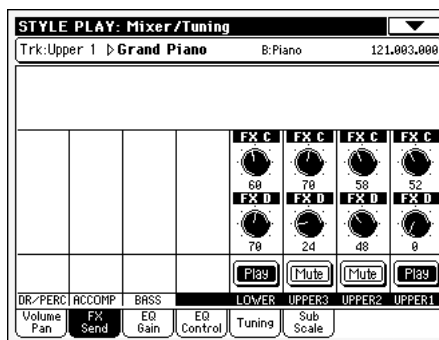 STYLE PLAY: Mixer/Tuning
Trk:Upper 1 ▷Grand Piano B:Piano 121.003.000
FX C FX C FX C FX C
60 70 58 52
FX D FX D FX D FX D
70 24 48 0
Play Mute Mute Play
DR/PERC ACCOMP BASS LOWER UPPER3 UPPER2 UPPER1
Volume Pan FX Send EQ Gain EQ Control Tuning Sub Scale